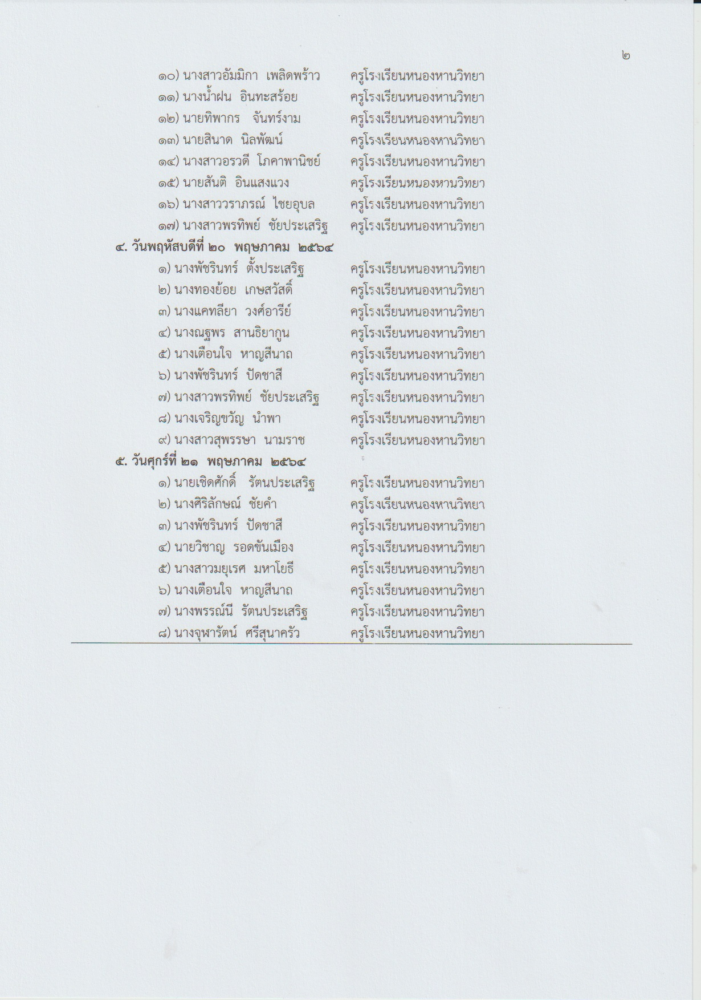 ๒
๑๐) นางสาวอัมมิกา เพลิดพร้าว ครูโรงเรียนหนองหานวิทยา
๑๑) นางน้ำฝน อินทะสร้อย ครูโรงเรียนหนองหานวิทยา
๑๒) นายทิพากร จันทร์งาม ครูโรงเรียนหนองหานวิทยา
๑๓) นายสินาด นิลพัฒน์ ครูโรงเรียนหนองหานวิทยา
๑๔) นางสาวอรวดี โภคาพานิชย์ ครูโรงเรียนหนองหานวิทยา
๑๕) นายสันติ อินแสงแวง ครูโรงเรียนหนองหานวิทยา
๑๖) นางสาววราภรณ์ ไชยอุบล ครูโรงเรียนหนองหานวิทยา
๑๗) นางสาวพรทิพย์ ชัยประเสริฐ ครูโรงเรียนหนองหานวิทยา
๔. วันพฤหัสบดีที่ ๒๐ พฤษภาคม ๒๕๖๔
๑) นางพัชรินทร์ ตั้งประเสริฐ ครูโรงเรียนหนองหานวิทยา
๒) นางทองย้อย เกษสวัสดิ์ ครูโรงเรียนหนองหานวิทยา
๓) นางแคทลียา วงศ์อารีย์ ครูโรงเรียนหนองหานวิทยา
๔) นางณฐพร สานธิยากูน ครูโรงเรียนหนองหานวิทยา
๕) นางเตือนใจ หาญสีนาถ ครูโรงเรียนหนองหานวิทยา
๖) นางพัชรินทร์ ปัดชาสี ครูโรงเรียนหนองหานวิทยา
๗) นางสาวพรทิพย์ ชัยประเสริฐ ครูโรงเรียนหนองหานวิทยา
๘) นางเจริญขวัญ นำพา ครูโรงเรียนหนองหานวิทยา
๙) นางสาวสุพรรษา นามราช ครูโรงเรียนหนองหานวิทยา
๕. วันศุกร์ที่ ๒๑ พฤษภาคม ๒๕๖๔
๑) นายเชิดศักดิ์ รัตนประเสริฐ ครูโรงเรียนหนองหานวิทยา
๒) นางศิริลักษณ์ ชัยคำ ครูโรงเรียนหนองหานวิทยา
๓) นางพัชรินทร์ ปัดชาสี ครูโรงเรียนหนองหานวิทยา
๔) นายวิชาญ รอดขันเมือง ครูโรงเรียนหนองหานวิทยา
๕) นางสาวมยุเรศ มหาโยธี ครูโรงเรียนหนองหานวิทยา
๖) นางเตือนใจ หาญสีนาถ ครูโรงเรียนหนองหานวิทยา
๗) นางพรรณ์นี รัตนประเสริฐ ครูโรงเรียนหนองหานวิทยา
๘) นางจุฬารัตน์ ศรีสุนาครัว ครูโรงเรียนหนองหานวิทยา